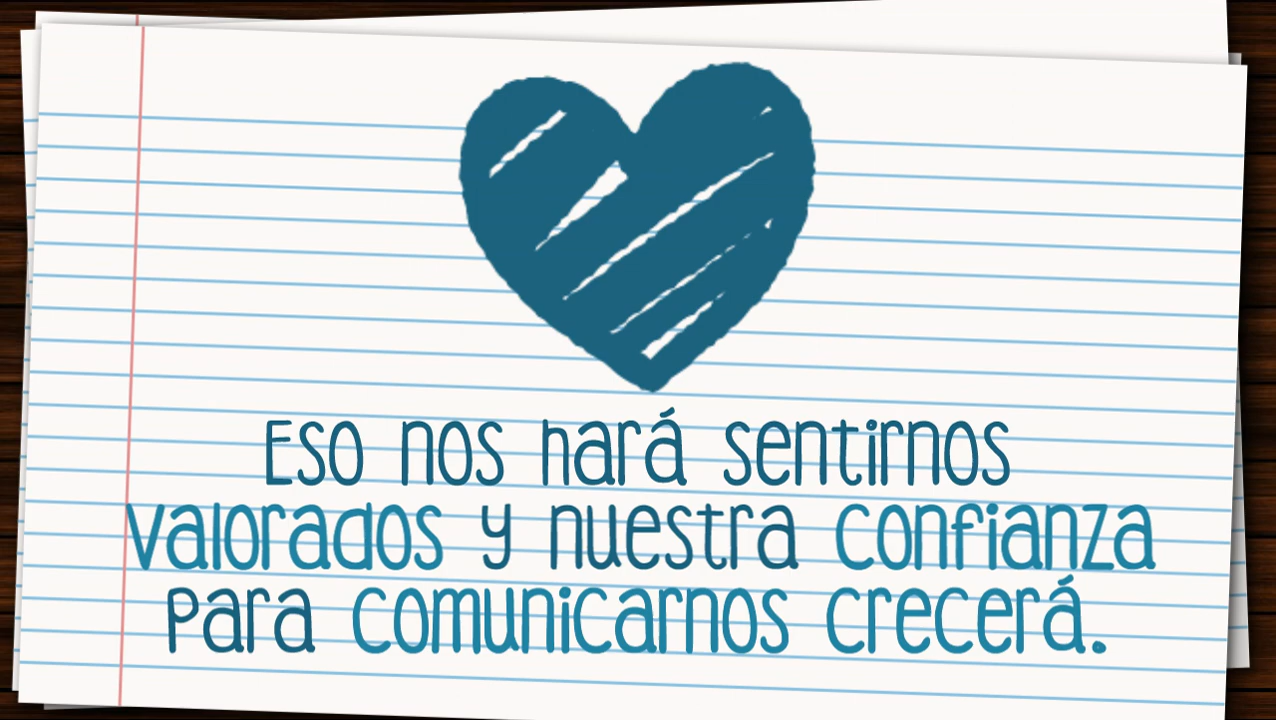 Eso nos hará sentirnos
valorados y nuestra confianza
para comunicarnos crecerá.